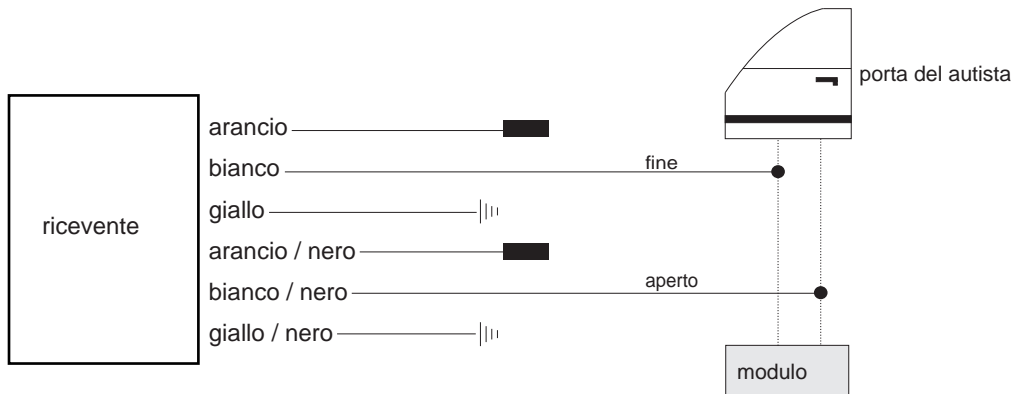 porta del autista
arancio
bianco
fine
giallo
ricevente
arancio / nero
bianco / nero
aperto
giallo / nero
modulo